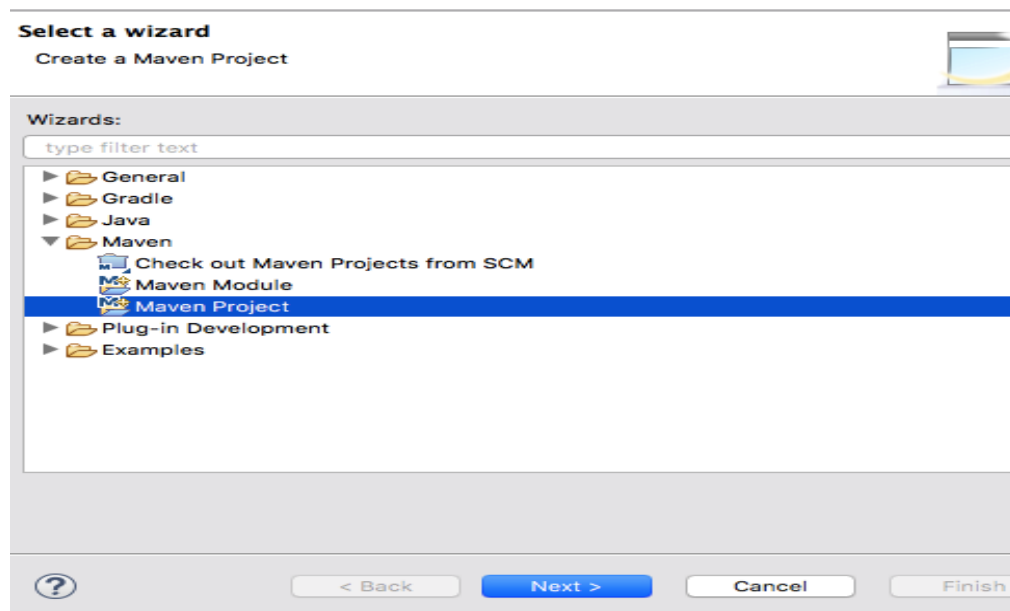 Select a wizard
Create a Maven Project
Wizards:
type filter text
General
Gradle
Java
Maven
Check out Maven Projects from SCM
Maven Module
Maven Project
Plug-in Development
Examples
? < Back Next > Cancel Finish